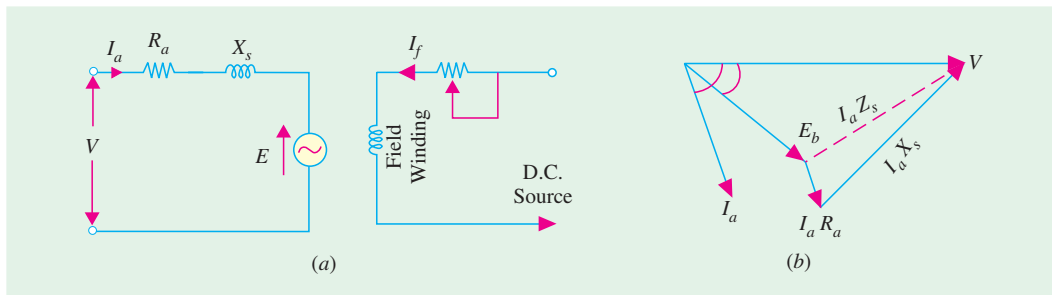 I_a
R_a
X_s
V
E
I_f
Field
Winding
D.C.
Source
(a)
V
E_b
I_a Z_s
I_a X_s
I_a
I_a R_a
(b)